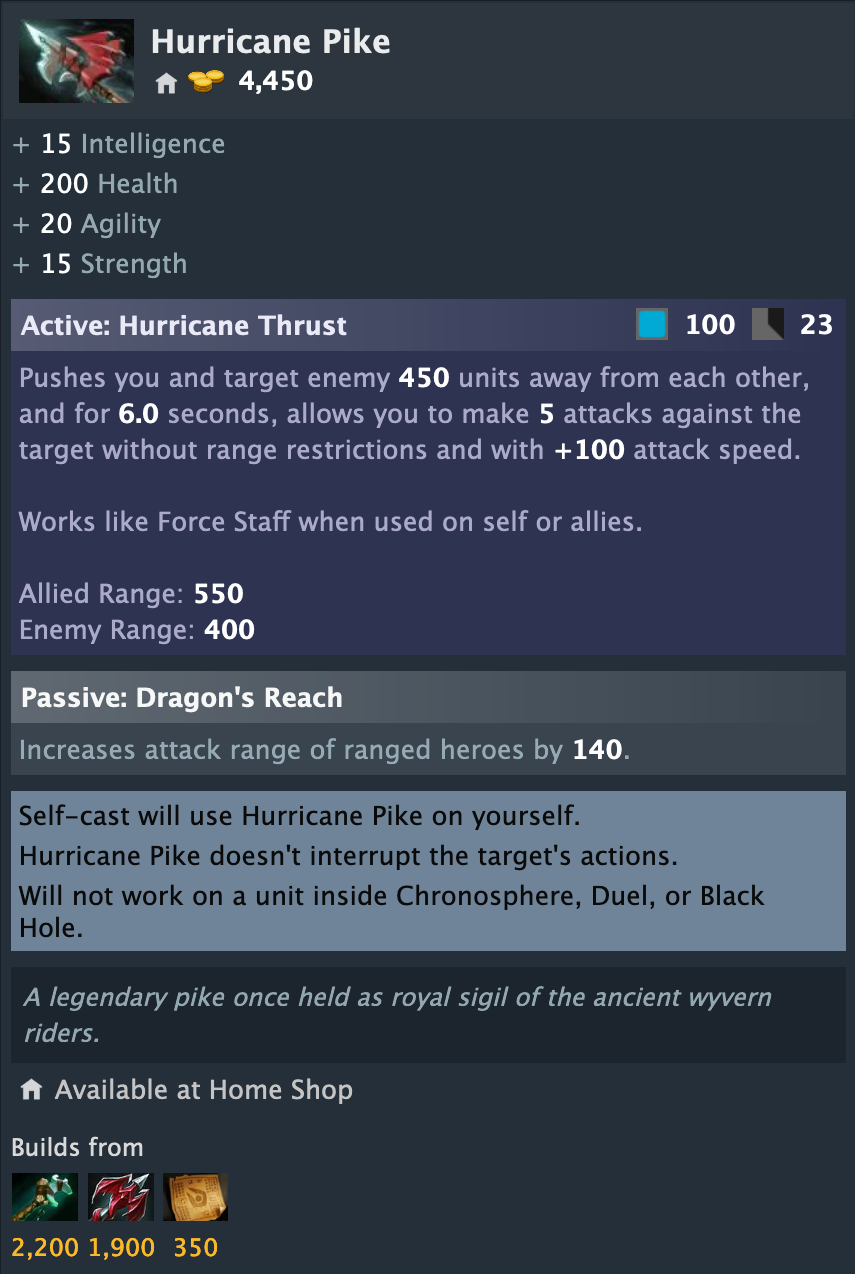 Hurricane Pike
4,450
+ 15 Intelligence
+ 200 Health
+ 20 Agility
+ 15 Strength
Active: Hurricane Thrust 100 23
Pushes you and target enemy 450 units away from each other,
and for 6.0 seconds, allows you to make 5 attacks against the
target without range restrictions and with +100 attack speed.
Works like Force Staff when used on self or allies.
Allied Range: 550
Enemy Range: 400
Passive: Dragon's Reach
Increases attack range of ranged heroes by 140.
Self-cast will use Hurricane Pike on yourself.
Hurricane Pike doesn't interrupt the target's actions.
Will not work on a unit inside Chronosphere, Duel, or Black
Hole.
A legendary pike once held as royal sigil of the ancient wyvern
riders.
Available at Home Shop
Builds from
2,200 1,900 350